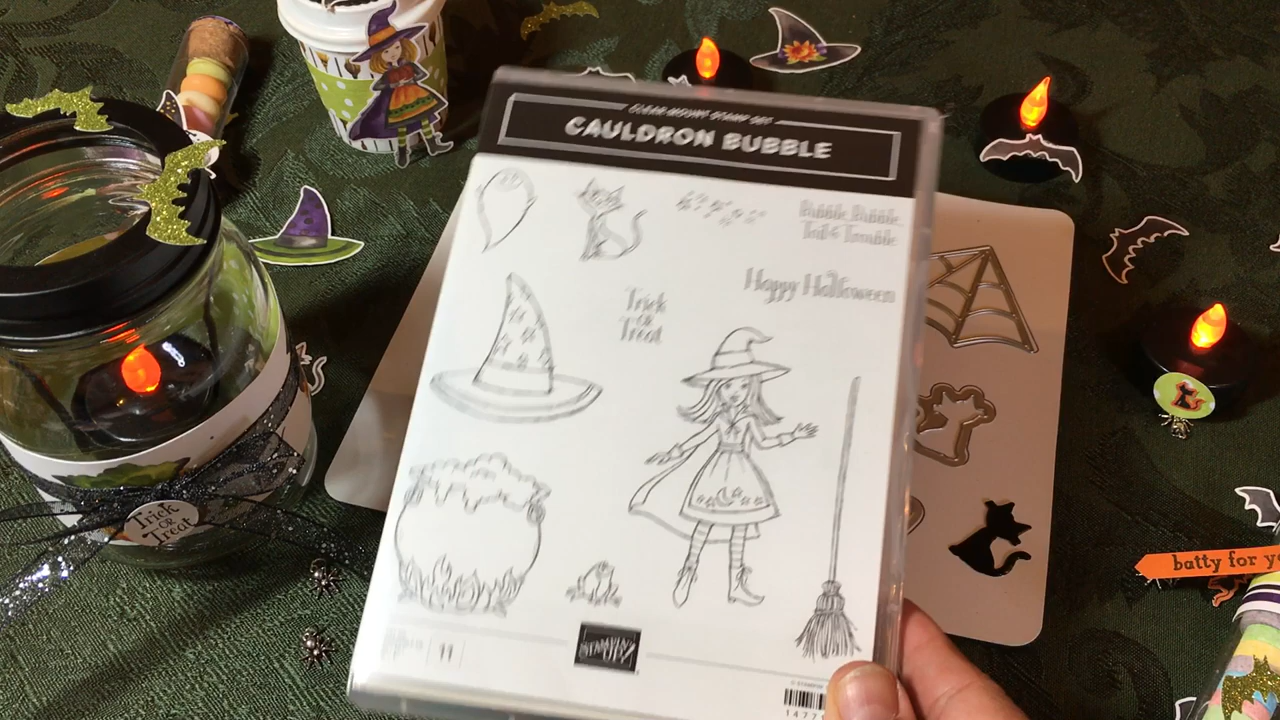 CLEAR-MOUNT STAMP SET
CAULDRON BUBBLE
Bubble, Bubble,
Toil & Trouble
Happy Halloween
Trick
OR
Treat
11
STAMPIN'
Trick
OR
Treat
batty for